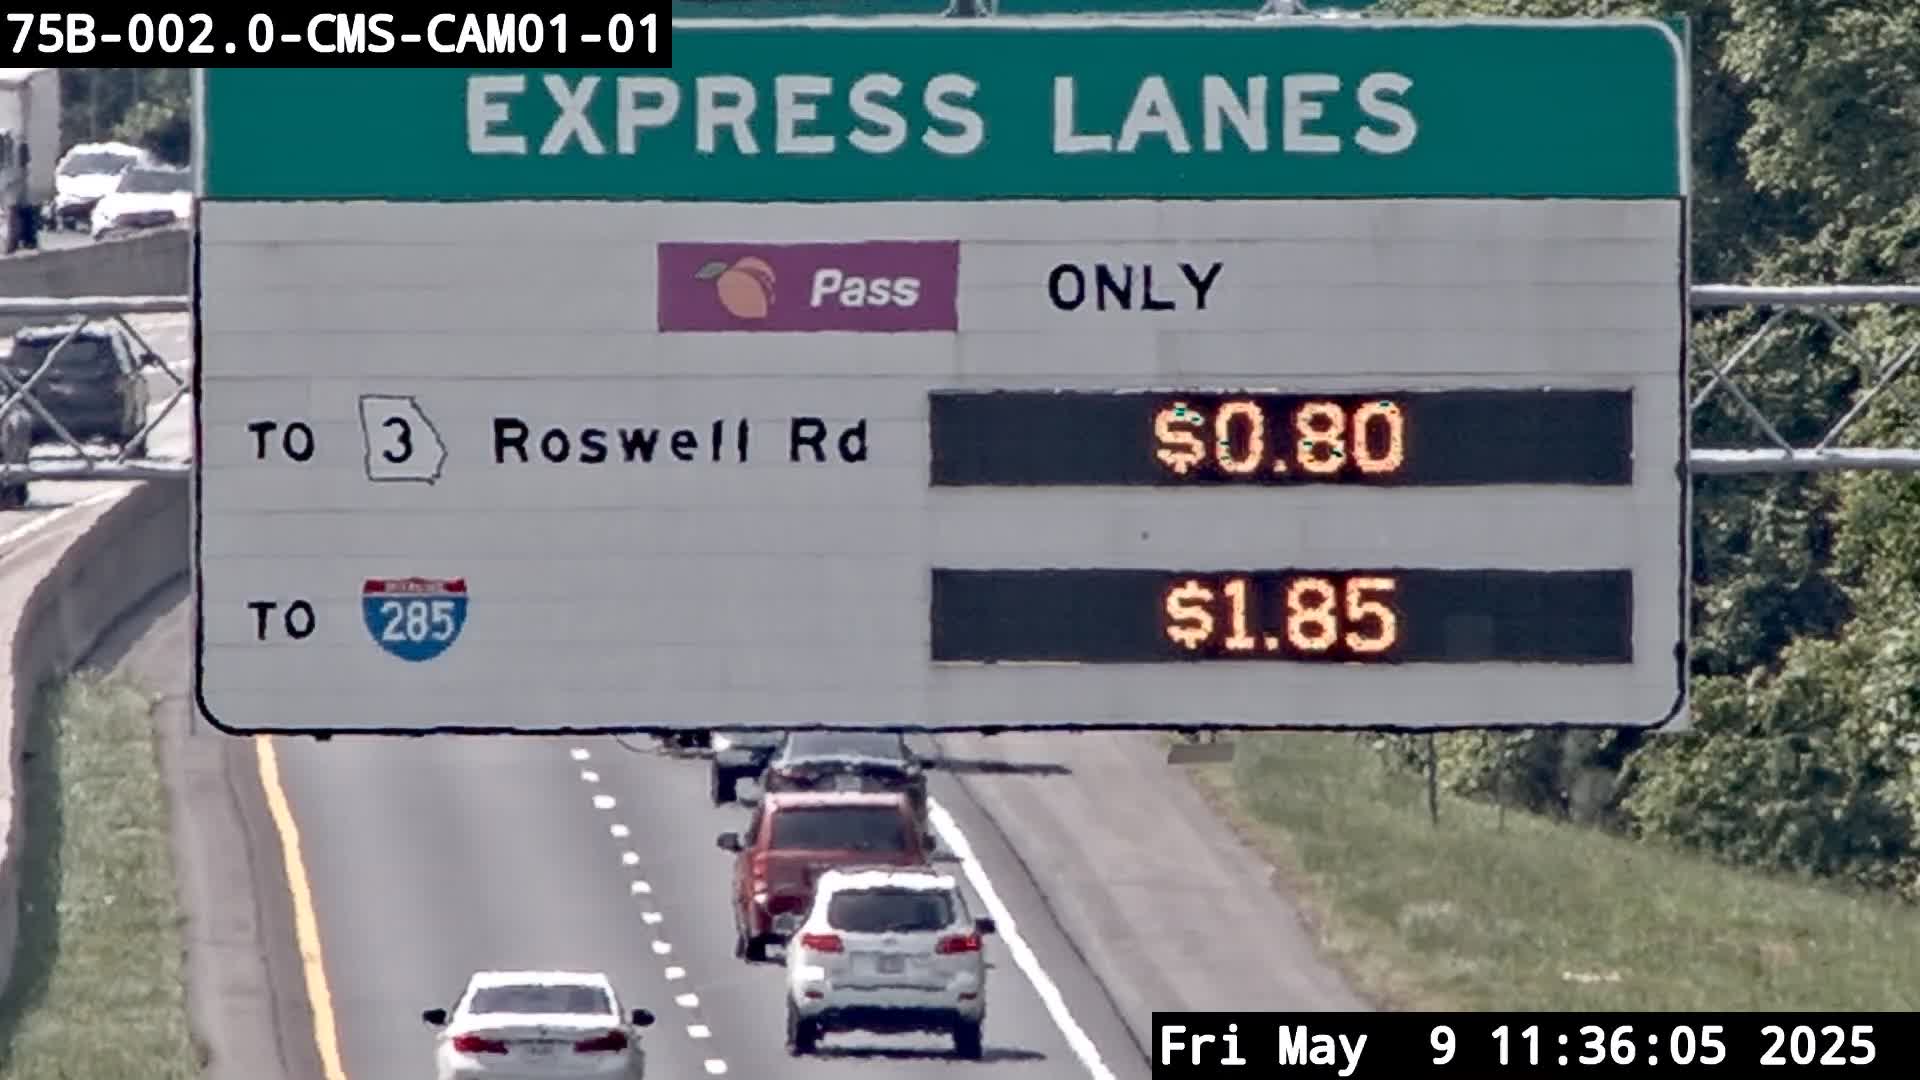 75B-002.0-CMS-CAM01-01
EXPRESS LANES
Pass ONLY
TO 3 Roswell Rd $0.80
TO 285 $1.85
Fri May 9 11:36:05 2025